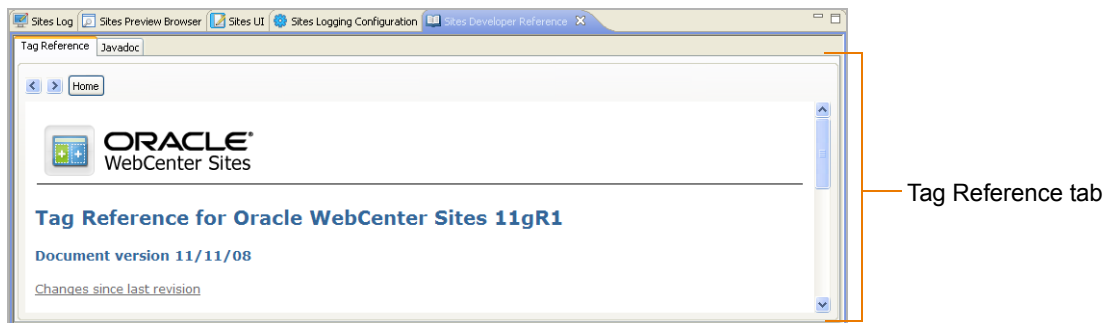 Sites Log Sites Preview Browser Sites UI Sites Logging Configuration Sites Developer Reference
Tag Reference Javadoc
< > Home
ORACLE®
WebCenter Sites
Tag Reference for Oracle WebCenter Sites 11gR1
Document version 11/11/08
Changes since last revision
Tag Reference tab